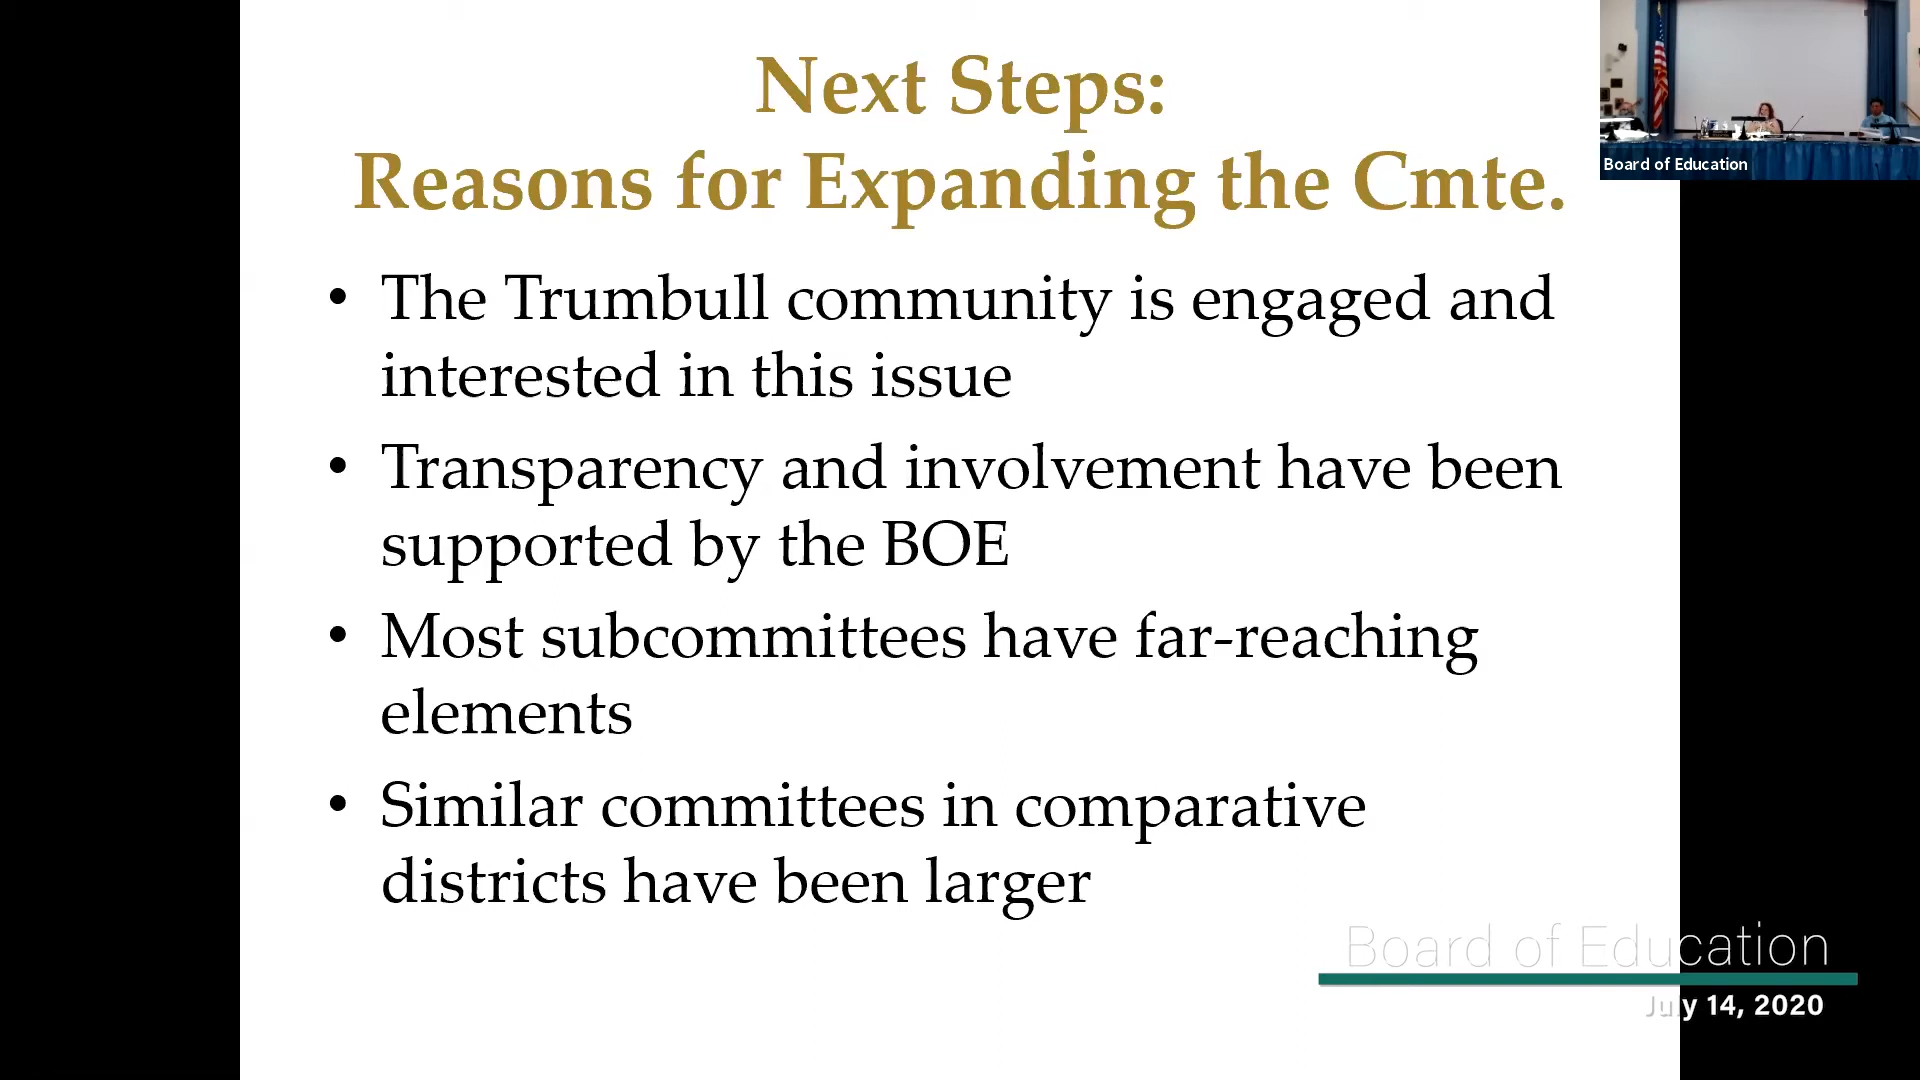 Next Steps:
Reasons for Expanding the Cmte.
Board of Education
• The Trumbull community is engaged and
interested in this issue
• Transparency and involvement have been
supported by the BOE
• Most subcommittees have far-reaching
elements
• Similar committees in comparative
districts have been larger
Board of Education
July 14, 2020